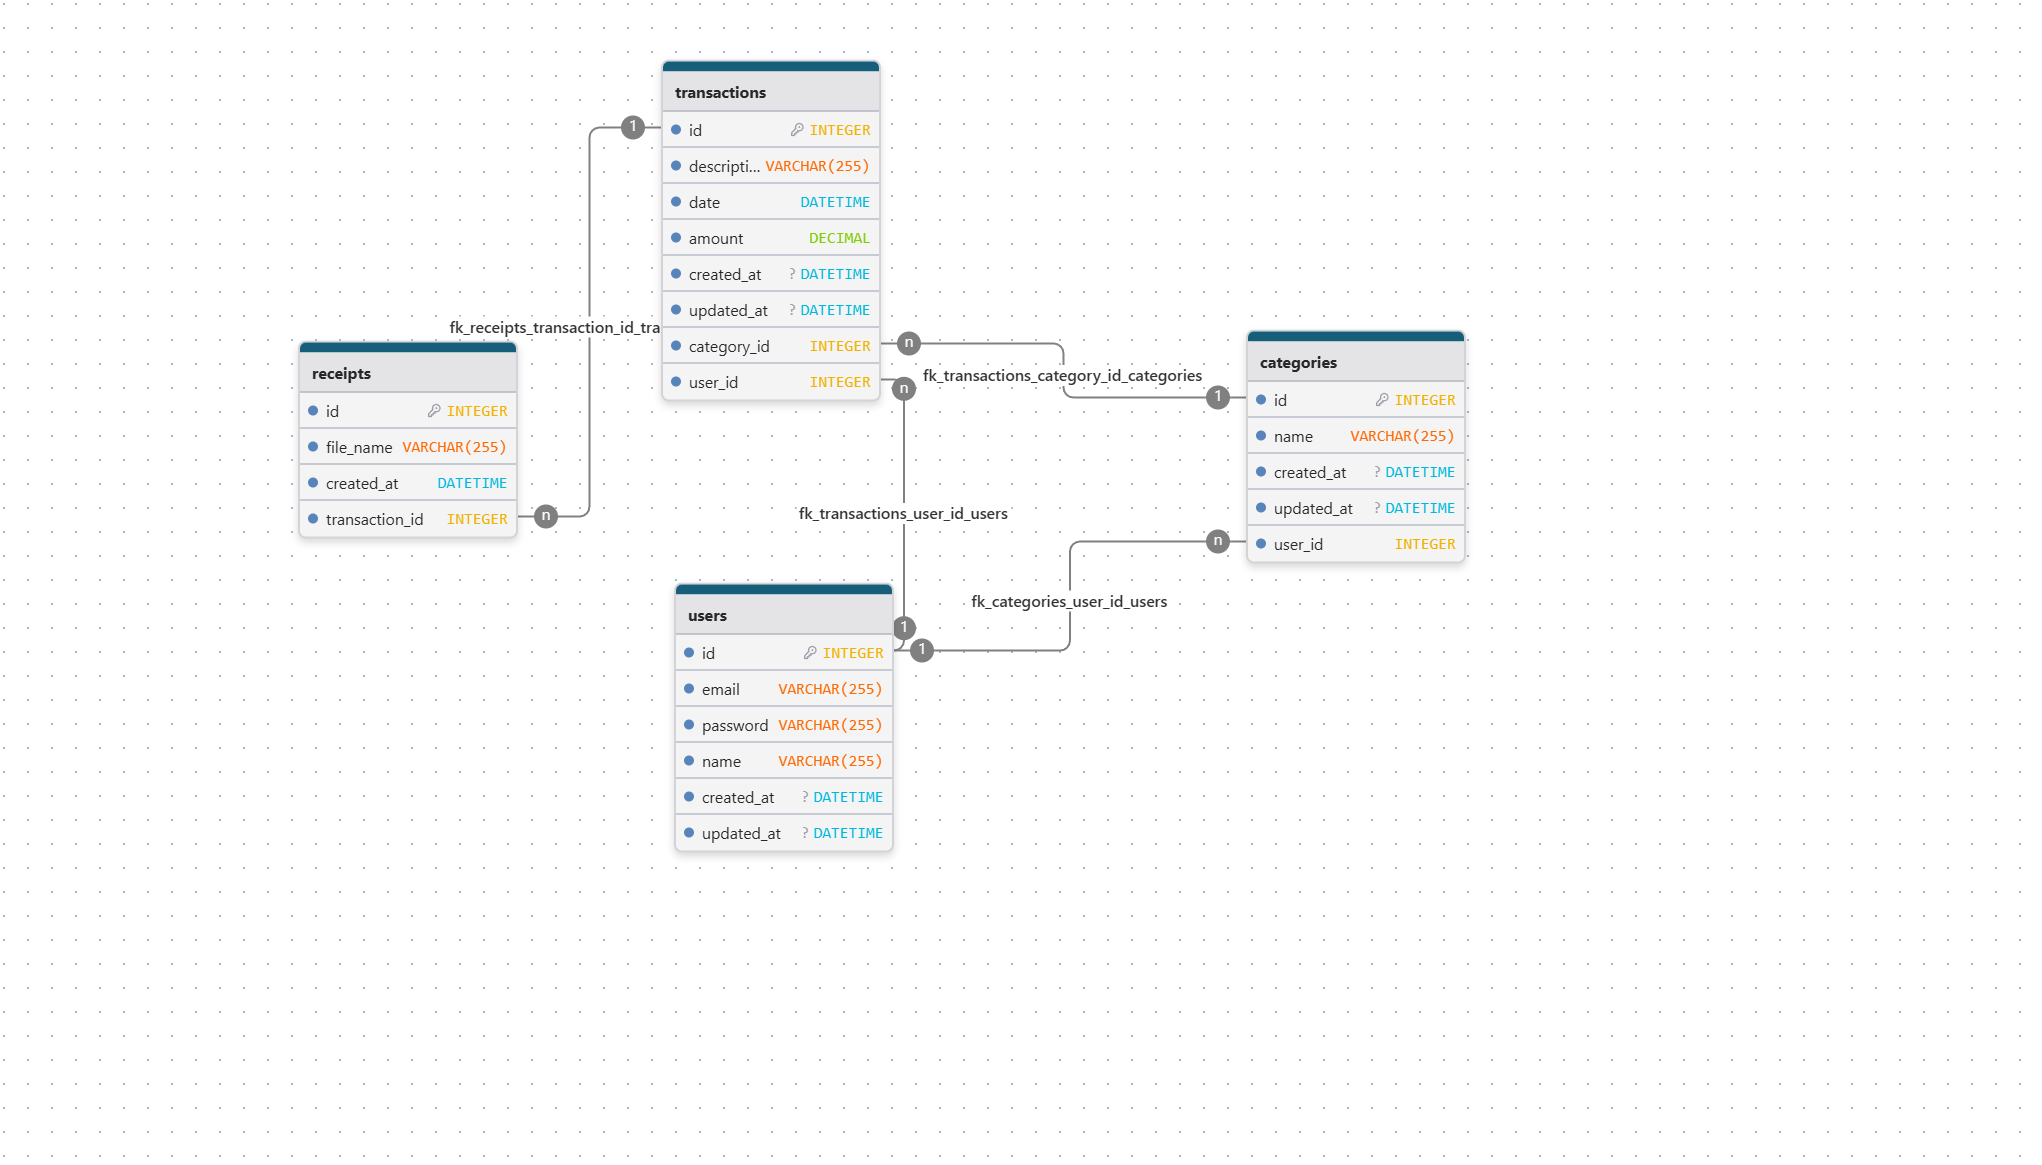 transactions
id INTEGER
descripti... VARCHAR(255)
date DATETIME
amount DECIMAL
created_at ? DATETIME
updated_at ? DATETIME
category_id INTEGER
user_id INTEGER
1
fk_receipts_transaction_id_tra
receipts
id INTEGER
file_name VARCHAR(255)
created_at DATETIME
transaction_id INTEGER
n
n
fk_transactions_category_id_categories
1
n
fk_transactions_user_id_users
1
categories
id INTEGER
name VARCHAR(255)
created_at ? DATETIME
updated_at ? DATETIME
user_id INTEGER
n
fk_categories_user_id_users
1
users
id INTEGER
email VARCHAR(255)
password VARCHAR(255)
name VARCHAR(255)
created_at ? DATETIME
updated_at ? DATETIME